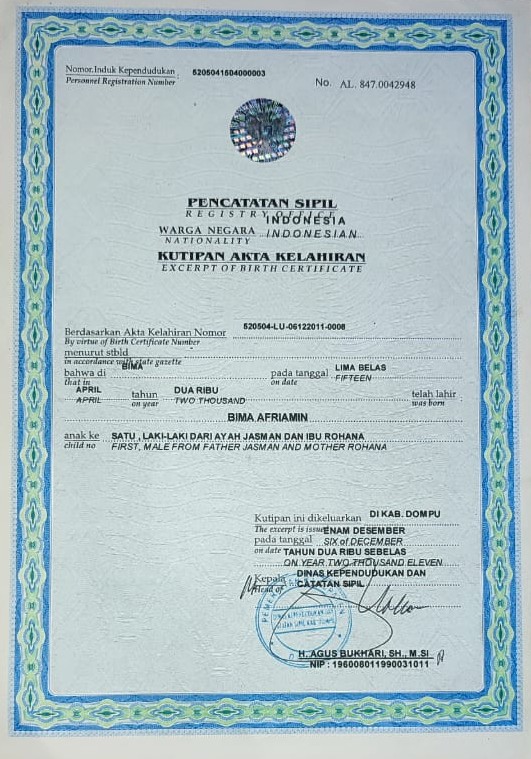 Nomor.Induk Kependudukan 5205041504000003
Personnel Registration Number
No. AL. 847.0042948
PENCATATAN SIPIL
REGISTRY OFFICE
INDONESIA
WARGA NEGARA INDONESIAN
NATIONALITY
KUTIPAN AKTA KELAHIRAN
EXCERPT OF BIRTH CERTIFICATE
Berdasarkan Akta Kelahiran Nomor 520504-LU-06122011-0006
By virtue of Birth Certificate Number
menurut stbld
in accordance with state gazette
bahwa di BIMA pada tanggal LIMA BELAS
that in on date FIFTEEN
APRIL tahun DUA RIBU telah lahir
APRIL on year TWO THOUSAND was born
BIMA AFRIAMIN
anak ke SATU , LAKI-LAKI DARI AYAH JASMAN DAN IBU ROHANA
child no FIRST, MALE FROM FATHER JASMAN AND MOTHER ROHANA
Kutipan ini dikeluarkan DI KAB. DOMPU
The excerpt is issued ENAM DESEMBER
pada tanggal SIX of DECEMBER
on date TAHUN DUA RIBU SEBELAS
ON YEAR TWO THOUSAND ELEVEN
Kepala DINAS KEPENDUDUKAN DAN
Head of CATATAN SIPIL
H. AGUS BUKHARI, SH., M.SI
NIP : 196008011990031011